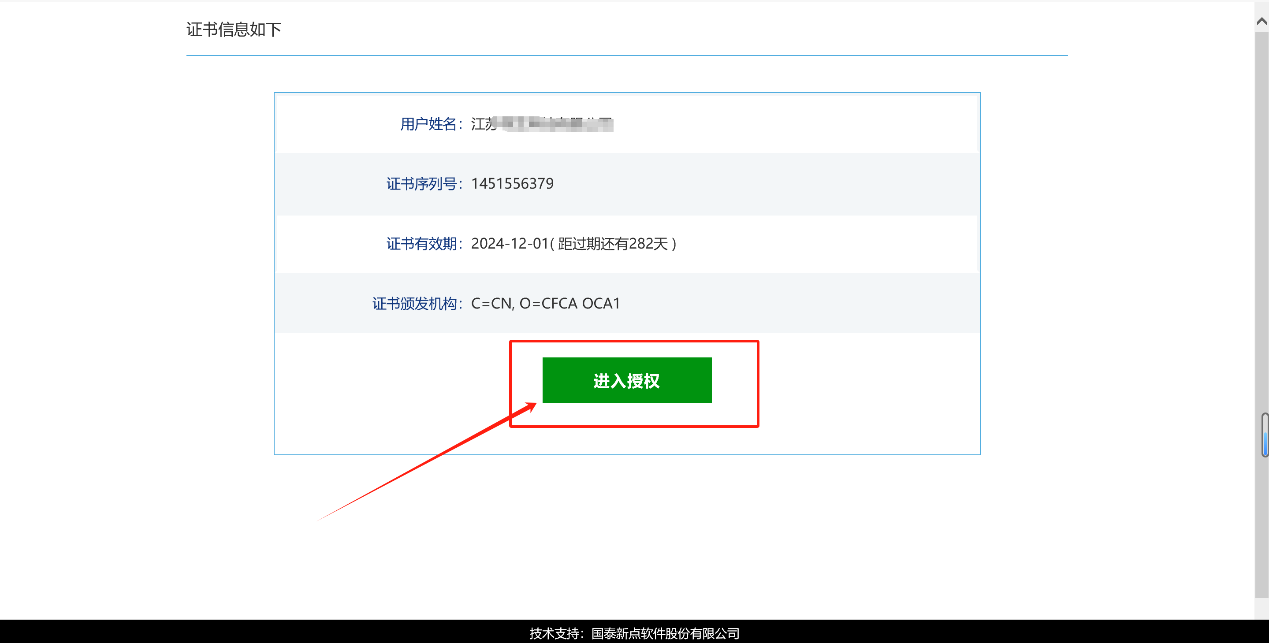 证书信息如下
用户姓名：江苏
证书序列号：1451556379
证书有效期：2024-12-01( 距过期还有282天 )
证书颁发机构：C=CN, O=CFCA OCA1
进入授权
技术支持：国泰新点软件股份有限公司